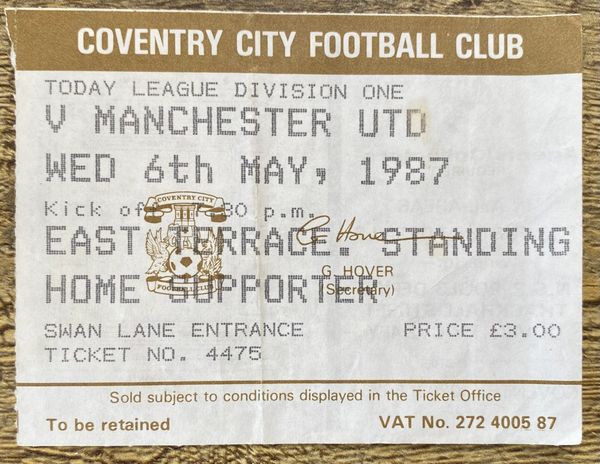 COVENTRY CITY FOOTBALL CLUB
TODAY LEAGUE DIVISION ONE
V MANCHESTER UTD
WED 6th MAY, 1987
Kick of 30 p.m.
COVENTRY CITY
FOOTBALL CLUB
EAST TERRACE. STANDING
G Hover
G. HOVER
(Secretary)
HOME SUPPORTER
SWAN LANE ENTRANCE PRICE £3.00
TICKET NO. 4475
Sold subject to conditions displayed in the Ticket Office
To be retained VAT No. 272 4005 87